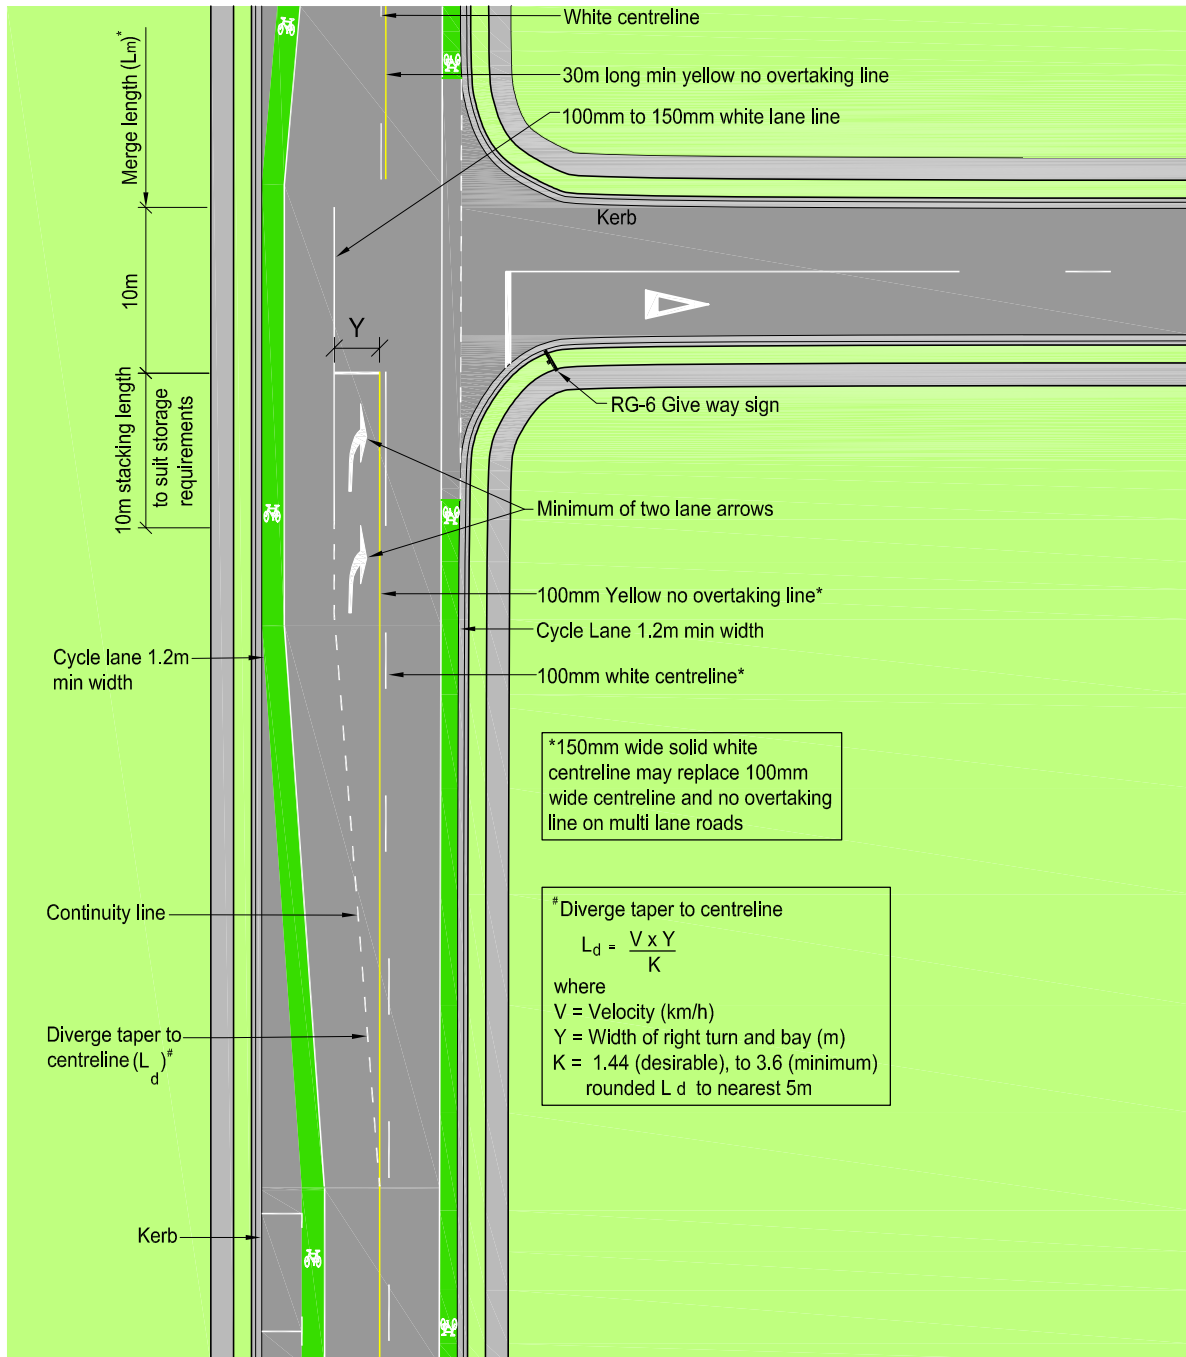 White centreline
30m long min yellow no overtaking line
100mm to 150mm white lane line
Merge length (Lm)*
Kerb
10m
Y
RG-6 Give way sign
10m stacking length
to suit storage
requirements
Minimum of two lane arrows
100mm Yellow no overtaking line*
Cycle Lane 1.2m min width
Cycle lane 1.2m
min width
100mm white centreline*
*150mm wide solid white
centreline may replace 100mm
wide centreline and no overtaking
line on multi lane roads
Continuity line
#Diverge taper to centreline
Ld = V x Y
K
where
V = Velocity (km/h)
Y = Width of right turn and bay (m)
K = 1.44 (desirable), to 3.6 (minimum)
rounded L d to nearest 5m
Diverge taper to
centreline (L d)#
Kerb